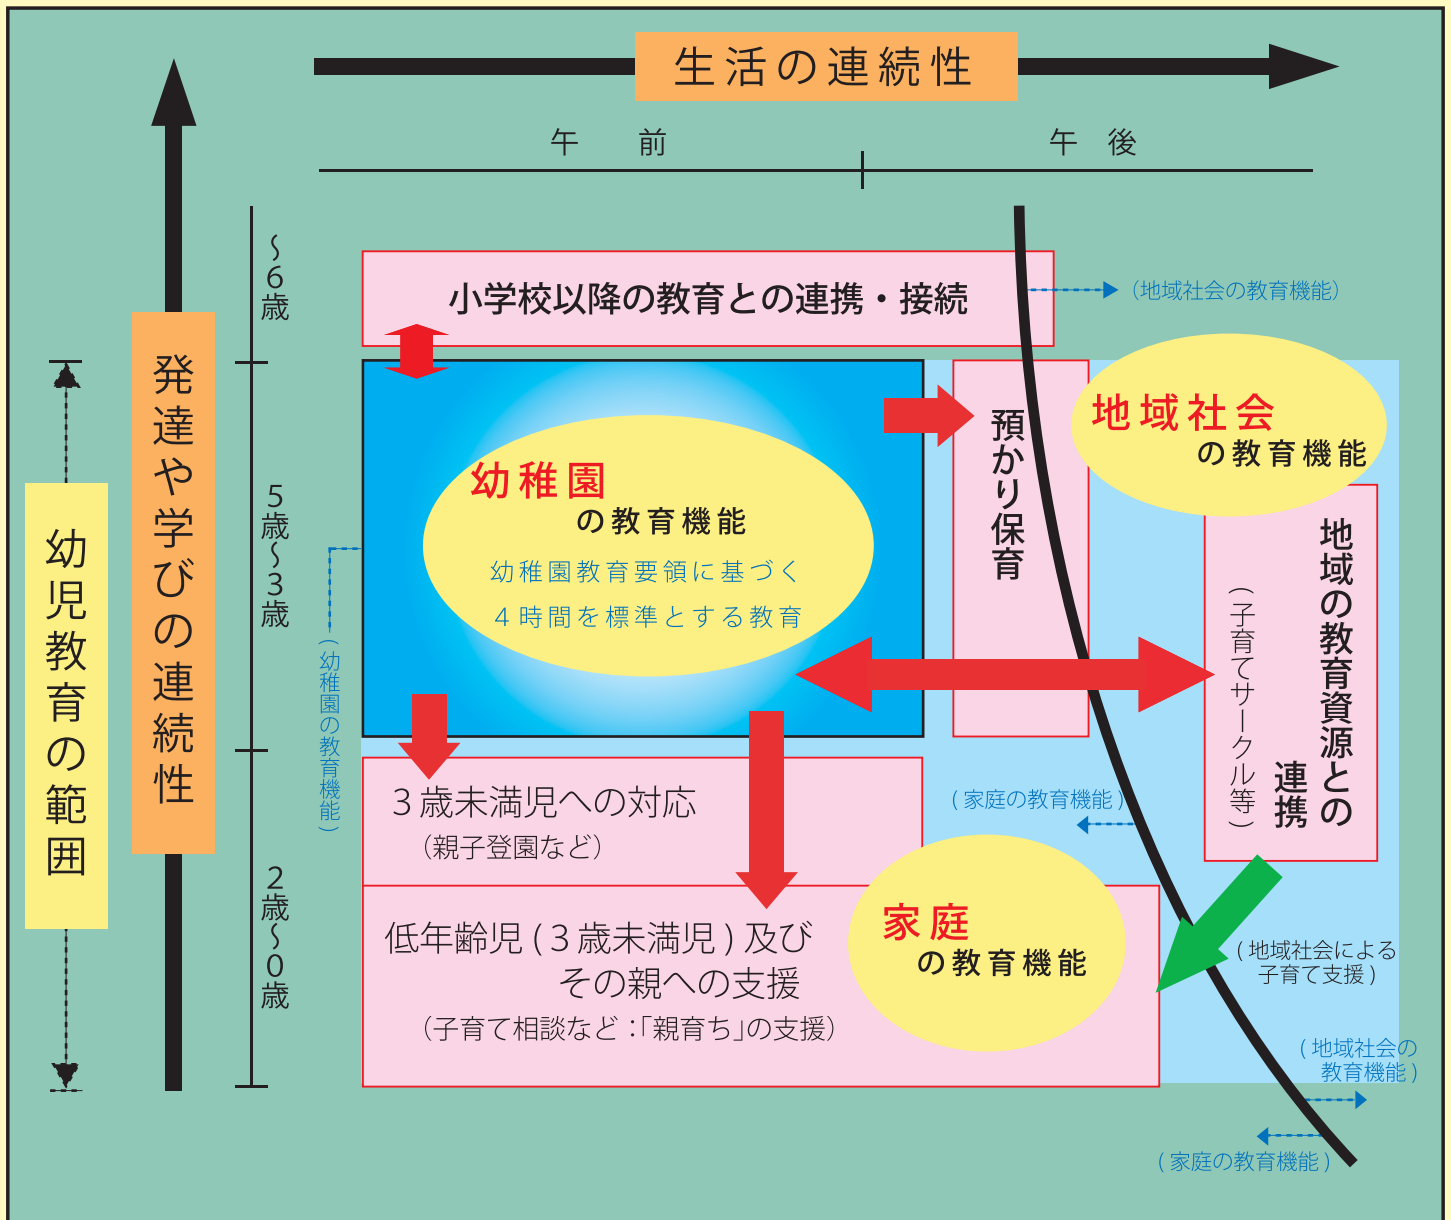 生活の連続性
午　前
午　後
発達や学びの連続性
幼児教育の範囲
～6歳
5歳～3歳
2歳～0歳
小学校以降の教育との連携・接続
（地域社会の教育機能）
幼稚園
の教育機能
幼稚園教育要領に基づく
４時間を標準とする教育
（幼稚園の教育機能）
預かり保育
地域社会
の教育機能
地域の教育資源との
連携
（子育てサークル等）
３歳未満児への対応
（親子登園など）
（家庭の教育機能）
低年齢児（３歳未満児）及び
その親への支援
（子育て相談など：「親育ち」の支援）
家庭
の教育機能
（地域社会による
子育て支援）
（地域社会の
教育機能）
（家庭の教育機能）